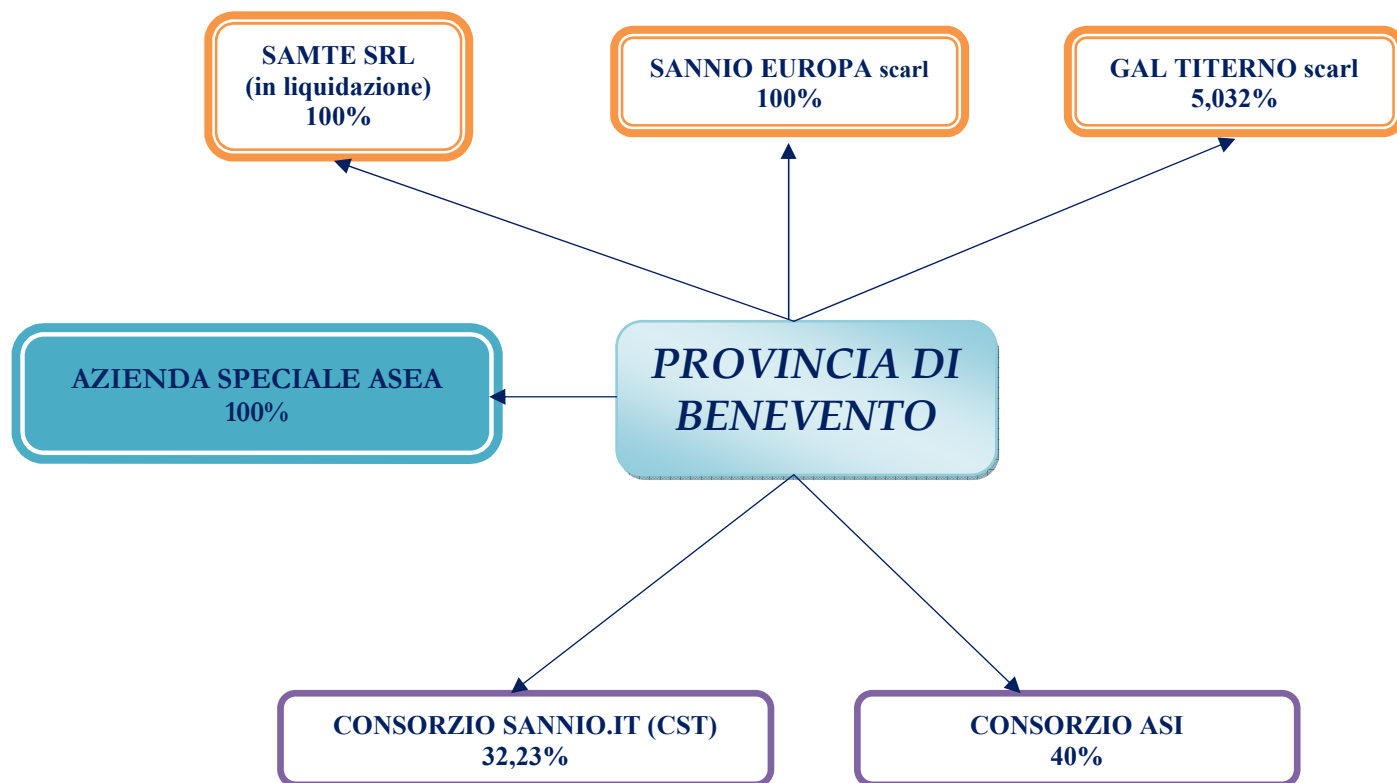 SAMTE SRL
(in liquidazione)
100%
SANNIO EUROPA scarl
100%
GAL TITERNO scarl
5,032%
AZIENDA SPECIALE ASEA
100%
PROVINCIA DI
BENEVENTO
CONSORZIO SANNIO.IT (CST)
32,23%
CONSORZIO ASI
40%